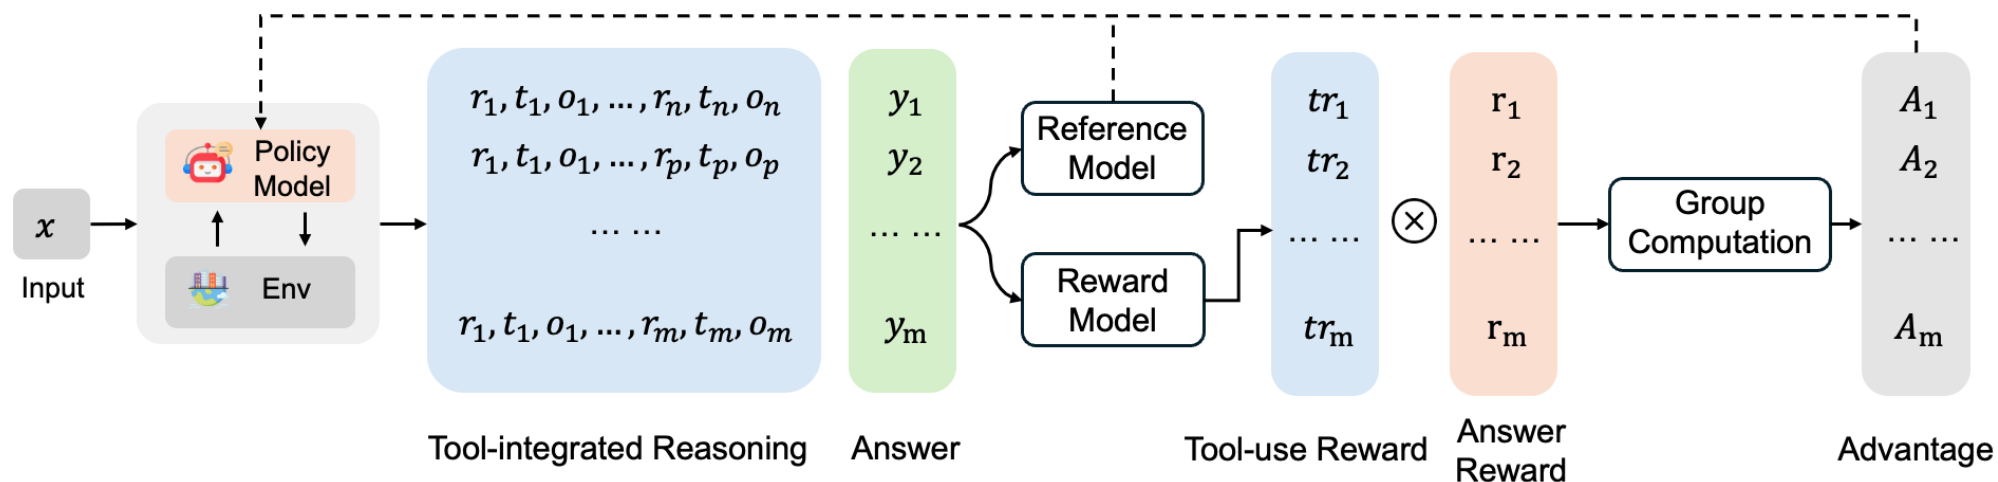 x
Input
Policy
Model
Env
r₁, t₁, o₁, ..., rₙ, tₙ, oₙ
r₁, t₁, o₁, ..., rₚ, tₚ, oₚ
... ...
r₁, t₁, o₁, ..., rₘ, tₘ, oₘ
Tool-integrated Reasoning
y₁
y₂
... ...
yₘ
Answer
Reference
Model
Reward
Model
tr₁
tr₂
... ...
trₘ
Tool-use Reward
r₁
r₂
... ...
rₘ
Answer
Reward
Group
Computation
A₁
A₂
... ...
Aₘ
Advantage